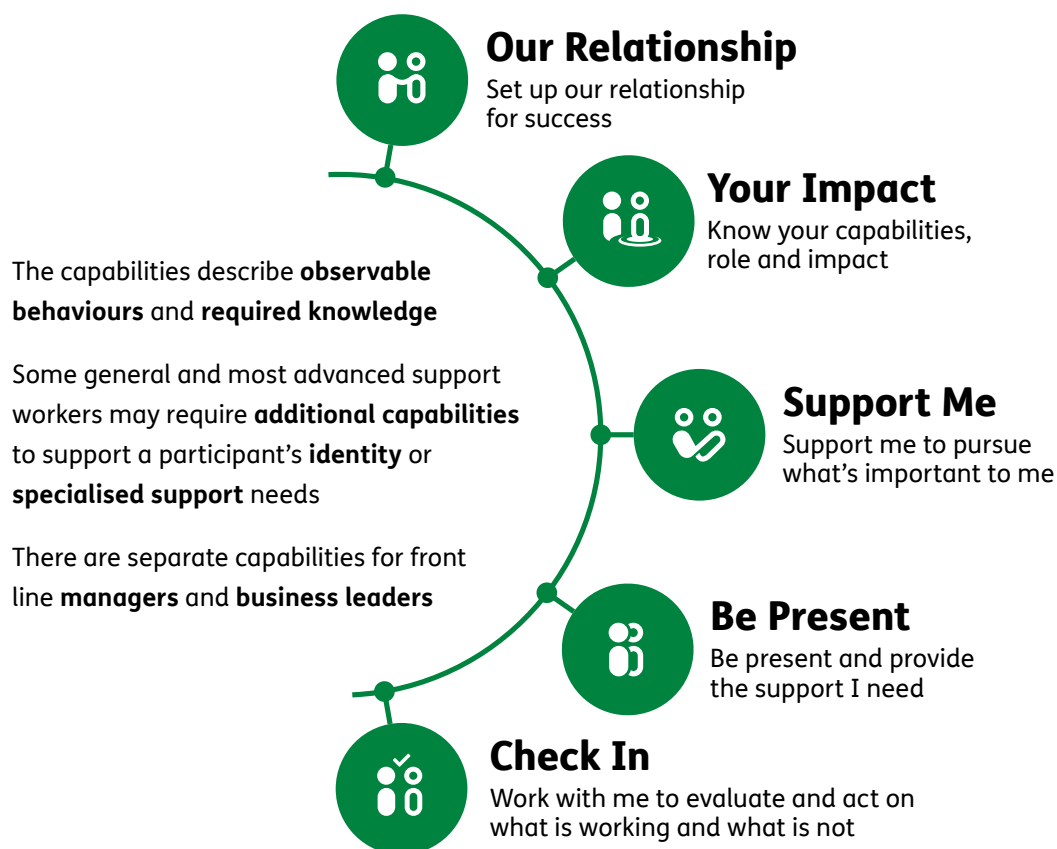 Our Relationship
Set up our relationship
for success
Your Impact
Know your capabilities,
role and impact
The capabilities describe observable
behaviours and required knowledge
Some general and most advanced support
workers may require additional capabilities
to support a participant’s identity or
specialised support needs
There are separate capabilities for front
line managers and business leaders
Support Me
Support me to pursue
what’s important to me
Be Present
Be present and provide
the support I need
Check In
Work with me to evaluate and act on
what is working and what is not